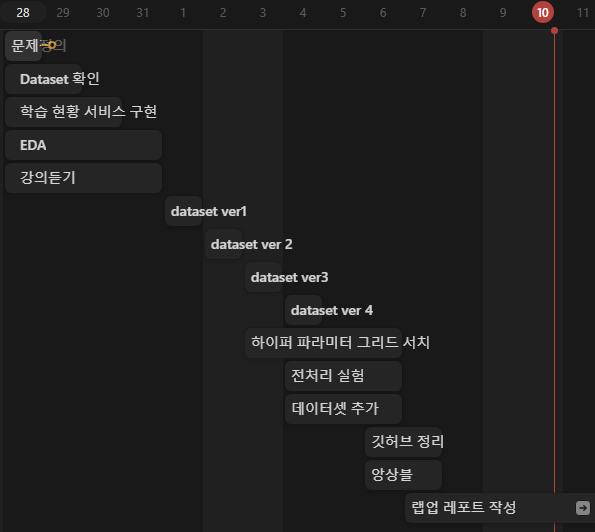 28 29 30 31 1 2 3 4 5 6 7 8 9 10 11
문제정의
Dataset 확인
학습 현황 서비스 구현
EDA
강의듣기
dataset ver1
dataset ver 2
dataset ver3
dataset ver 4
하이퍼 파라미터 그리드 서치
전처리 실험
데이터셋 추가
깃허브 정리
앙상블
랩업 레포트 작성